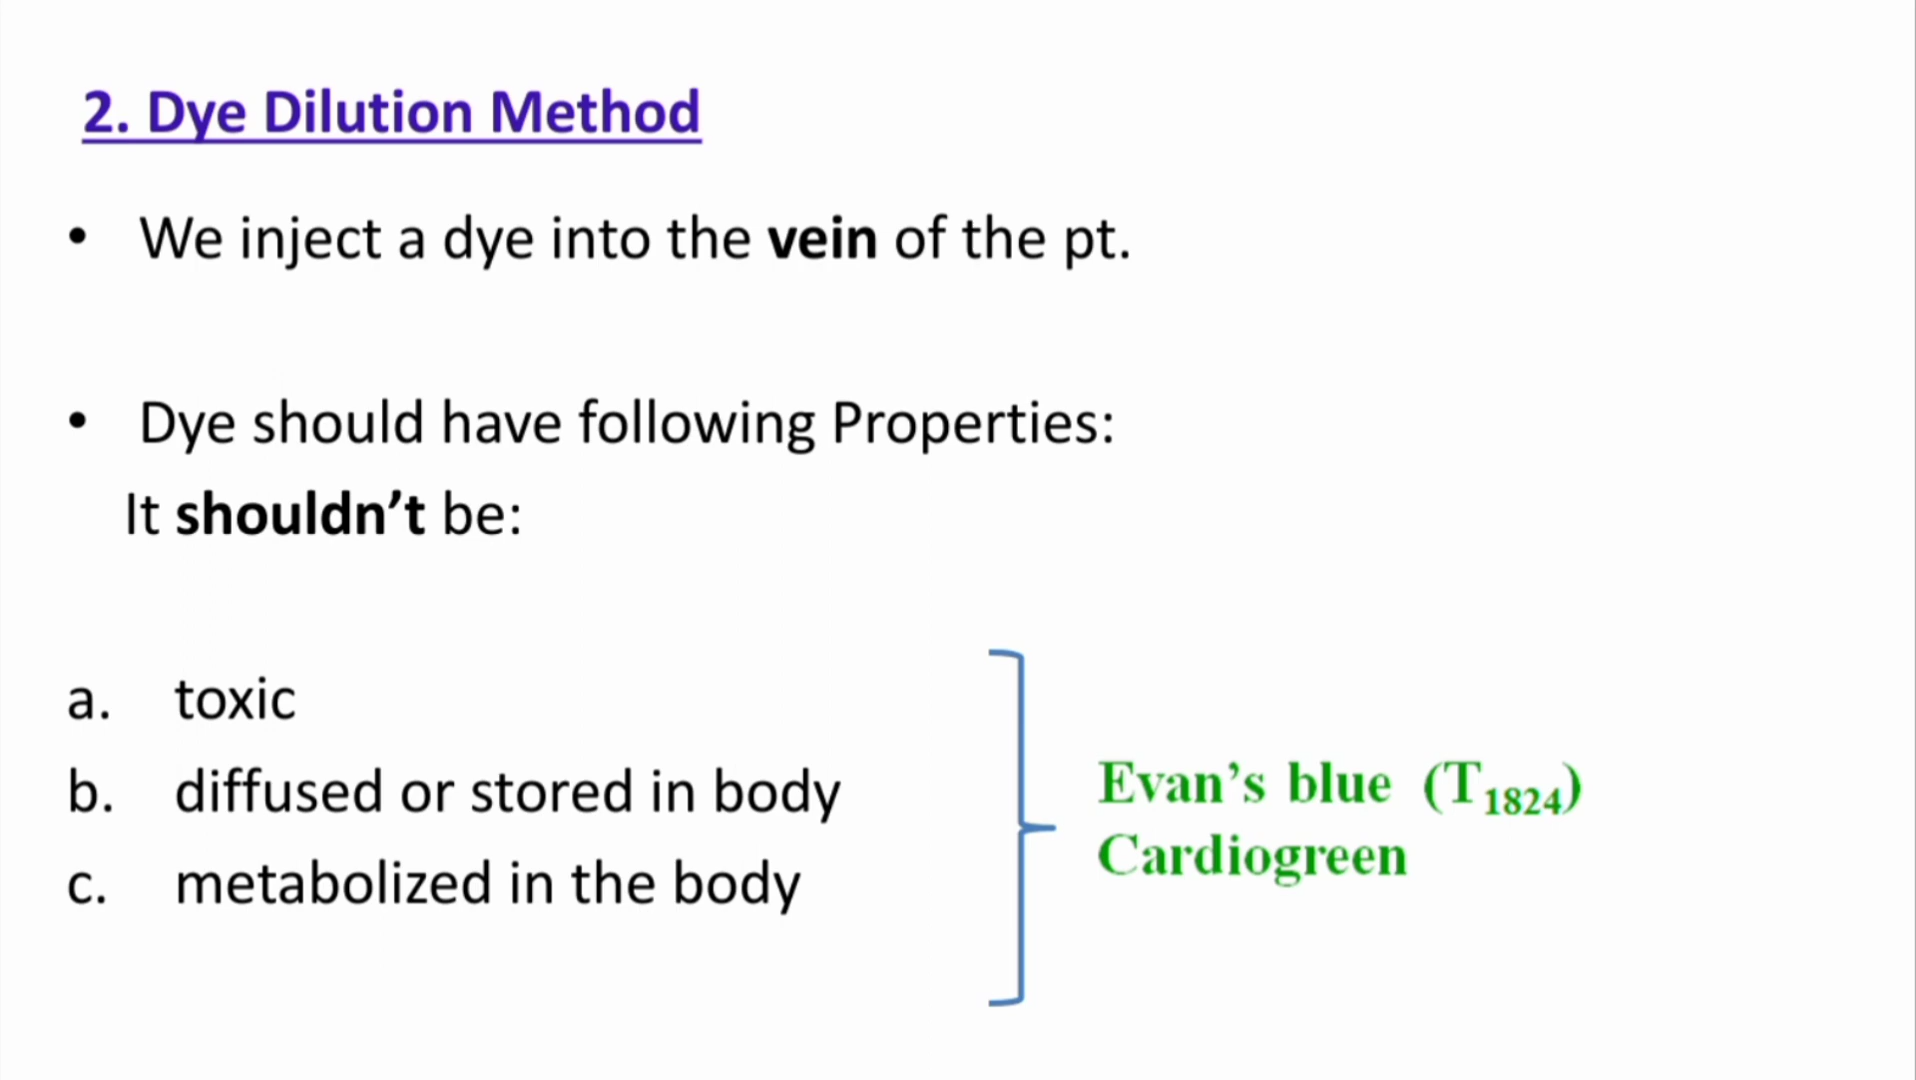 2. Dye Dilution Method
• We inject a dye into the vein of the pt.
• Dye should have following Properties:
It shouldn’t be:
a. toxic
b. diffused or stored in body
c. metabolized in the body
Evan’s blue (T1824)
Cardiogreen